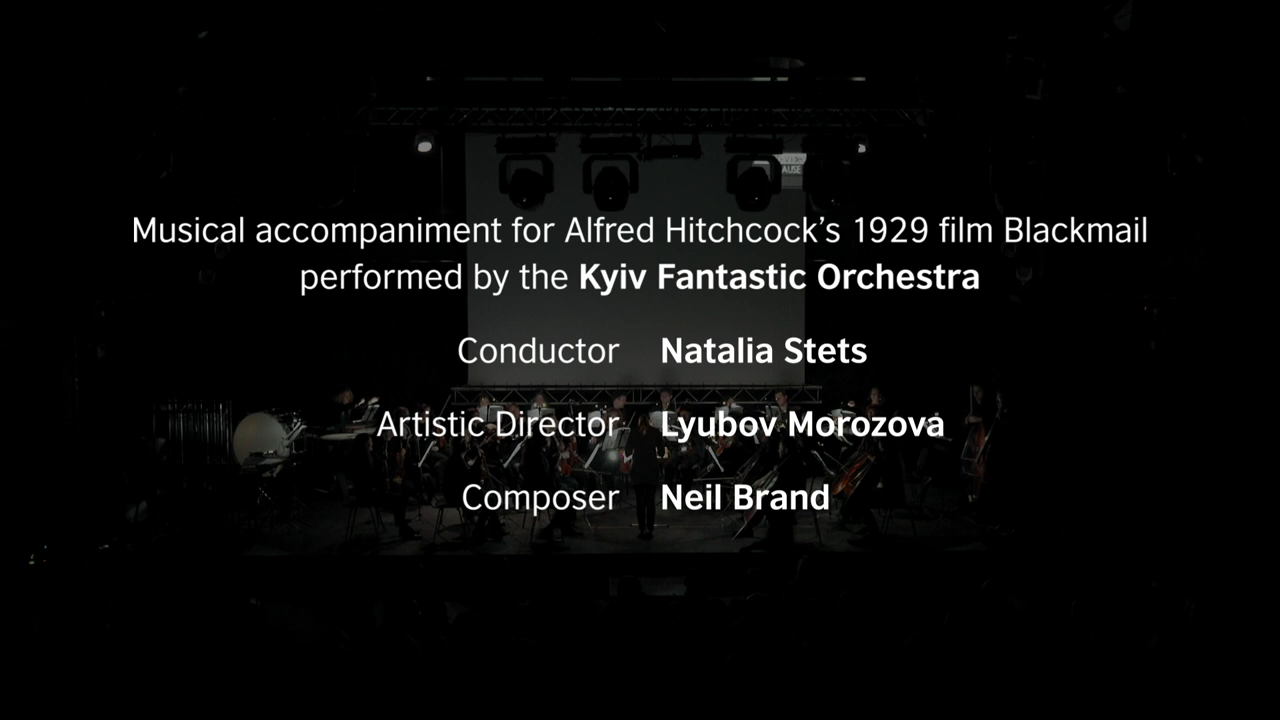 Musical accompaniment for Alfred Hitchcock’s 1929 film Blackmail
performed by the Kyiv Fantastic Orchestra
Conductor Natalia Stets
Artistic Director Lyubov Morozova
Composer Neil Brand